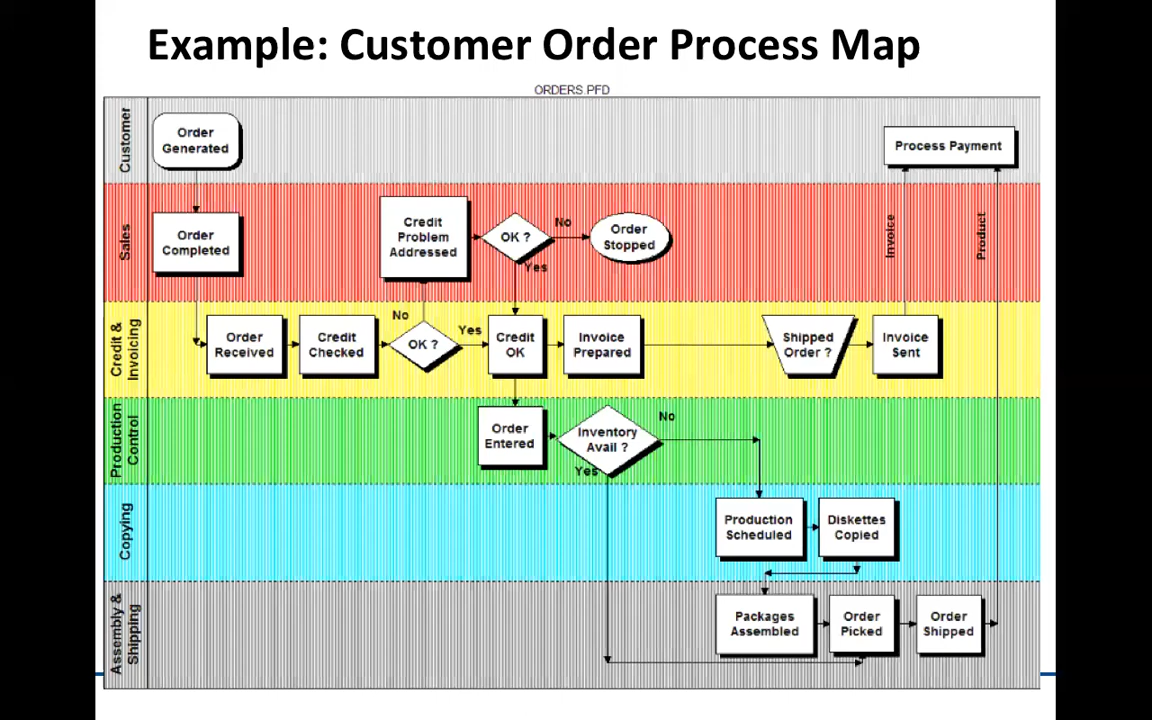 Example: Customer Order Process Map
ORDERS.PFD
Customer
Order
Generated
Process Payment
Sales
Order
Completed
Credit
Problem
Addressed
OK ?
No
Yes
Order
Stopped
Invoice
Product
Credit &
Invoicing
Order
Received
Credit
Checked
No
OK ?
Yes
Credit
OK
Invoice
Prepared
Shipped
Order ?
Invoice
Sent
Production
Control
Order
Entered
Inventory
Avail ?
No
Yes
Copying
Production
Scheduled
Diskettes
Copied
Assembly &
Shipping
Packages
Assembled
Order
Picked
Order
Shipped